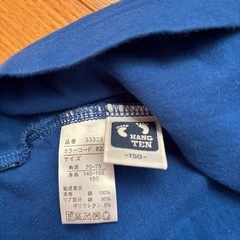 品番 33323
カラーコード 82
サイズ
胸囲 70-78
身長 145-155
150
組成表示
本体 綿 100%
リブ部分 綿 95%
ポリウレタン 5%
HANG
TEN
-150-